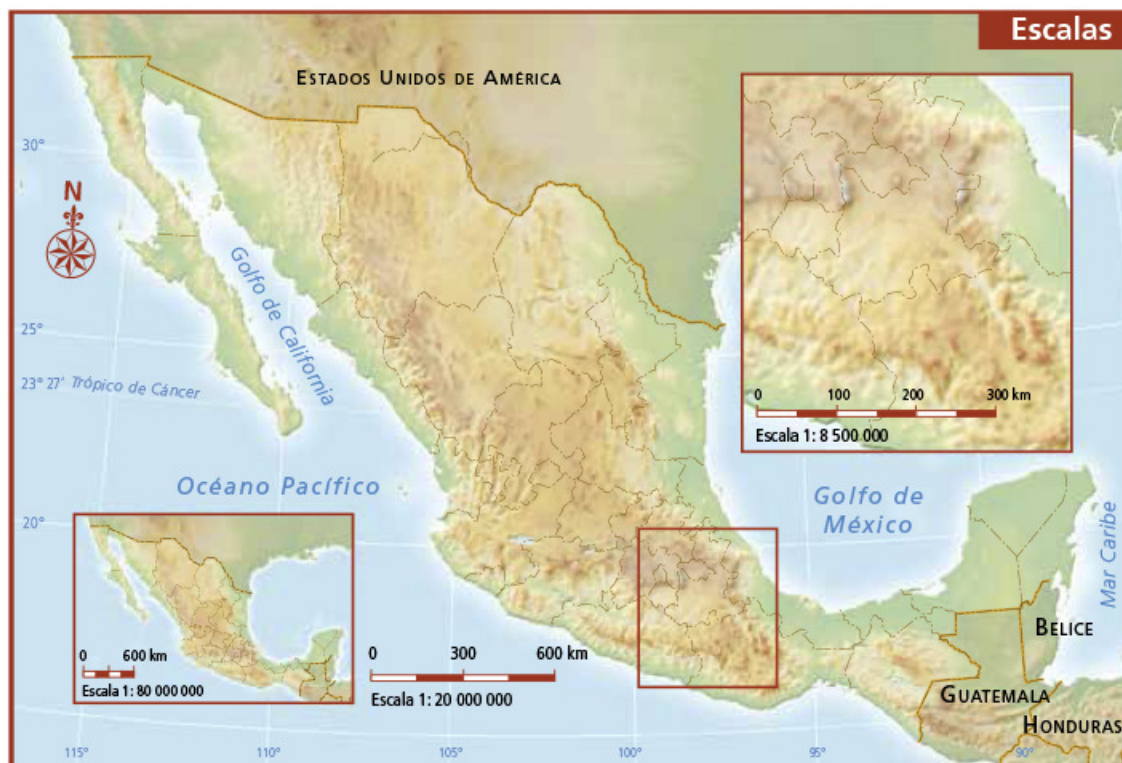 Escalas
ESTADOS UNIDOS DE AMÉRICA
30°
N
Golfo de California
25°
23° 27' Trópico de Cáncer
0 100 200 300 km
Escala 1: 8 500 000
Océano Pacífico
Golfo de
México
Mar Caribe
20°
0 600 km
Escala 1: 80 000 000
0 300 600 km
Escala 1: 20 000 000
BELICE
GUATEMALA
HONDURAS
115°
110°
105°
100°
95°
90°